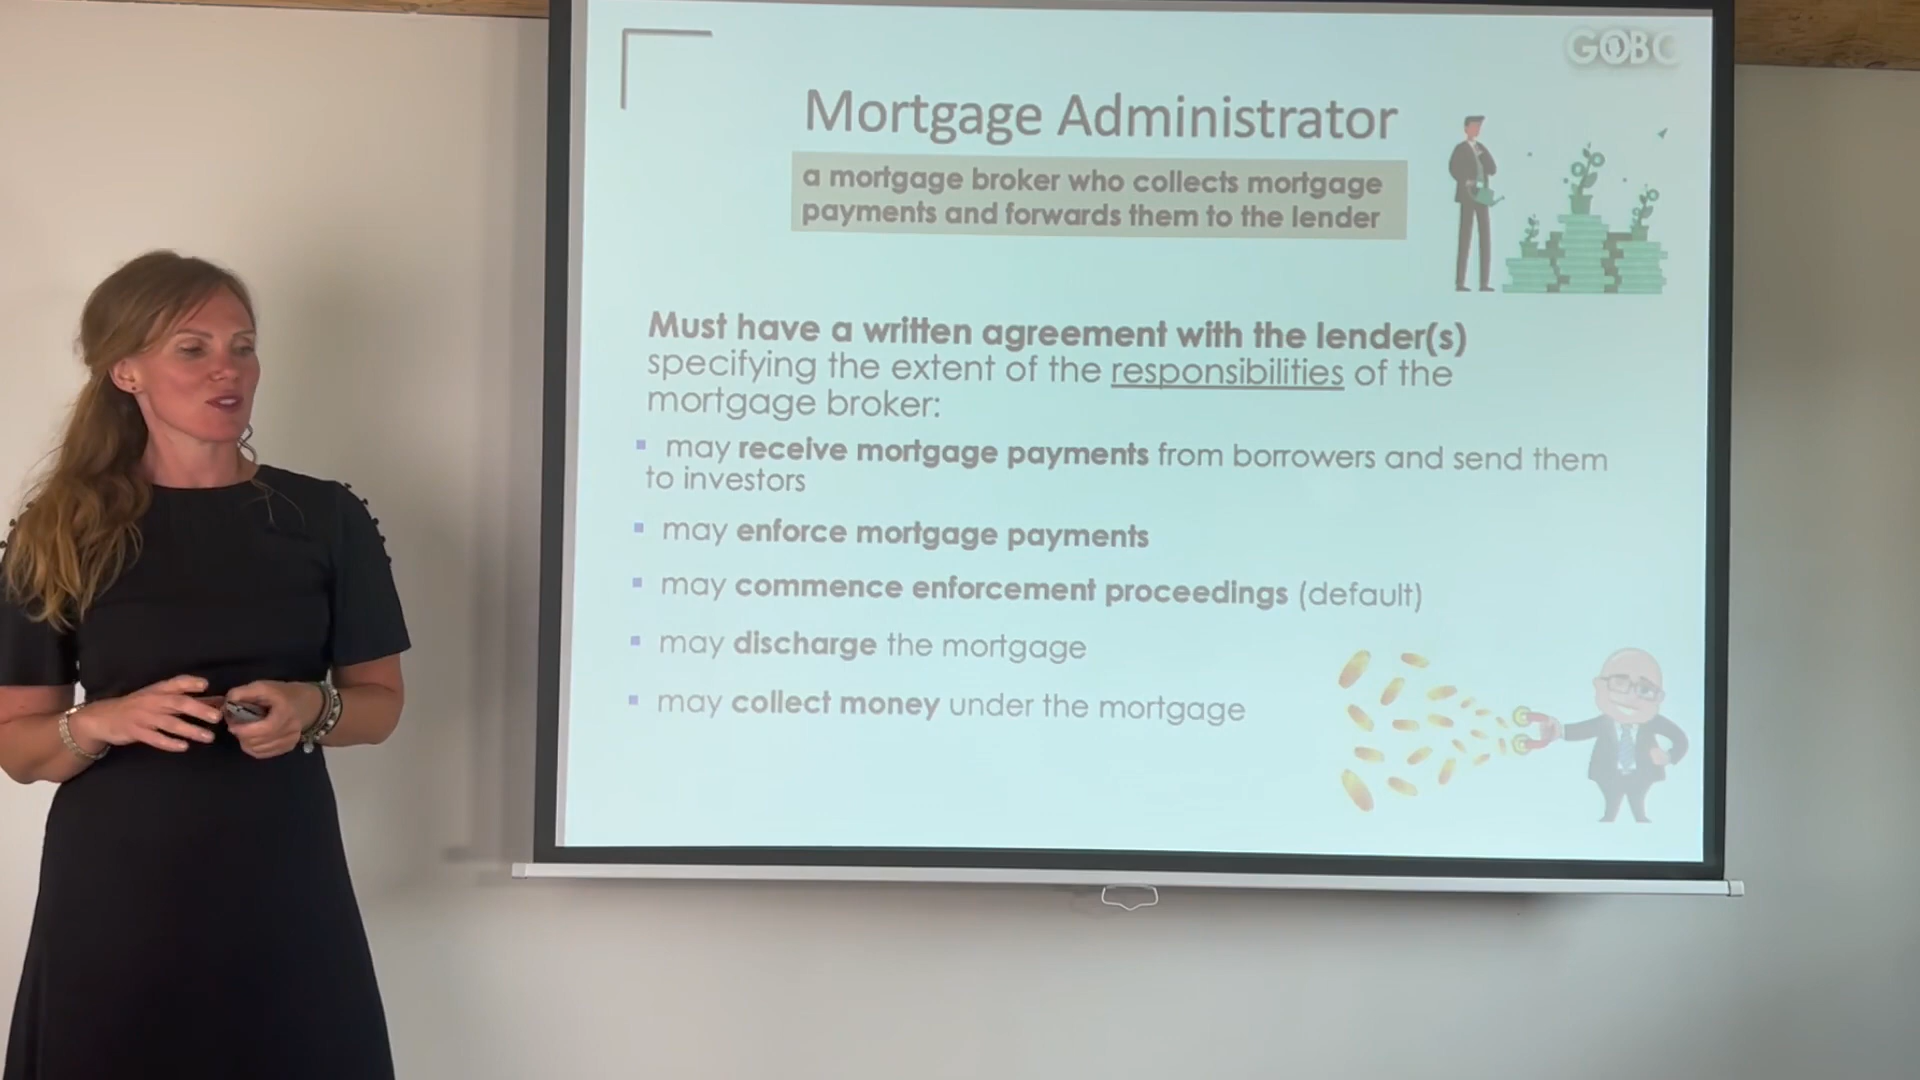 GOBC
Mortgage Administrator
a mortgage broker who collects mortgage
payments and forwards them to the lender
Must have a written agreement with the lender(s)
specifying the extent of the responsibilities of the
mortgage broker:
▪ may receive mortgage payments from borrowers and send them
to investors
▪ may enforce mortgage payments
▪ may commence enforcement proceedings (default)
▪ may discharge the mortgage
▪ may collect money under the mortgage